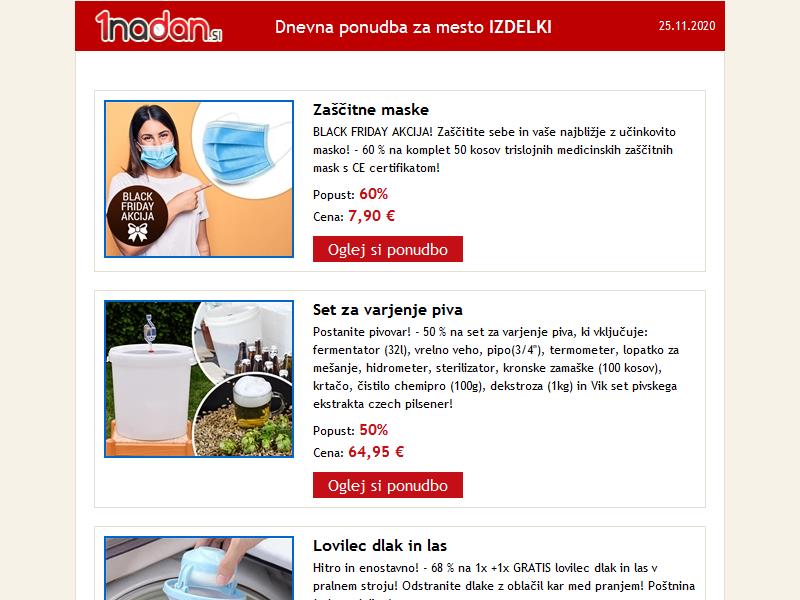 1nadan.si
Dnevna ponudba za mesto IZDELKI
25.11.2020
Zaščitne maske
BLACK FRIDAY AKCIJA! Zaščitite sebe in vaše najbližje z učinkovito
masko! - 60 % na komplet 50 kosov trislojnih medicinskih zaščitnih
mask s CE certifikatom!
BLACK
FRIDAY
AKCIJA
Popust: 60%
Cena: 7,90 €
Oglej si ponudbo
Set za varjenje piva
Postanite pivovar! - 50 % na set za varjenje piva, ki vključuje:
fermentator (32l), vrelno veho, pipo(3/4"), termometer, lopatko za
mešanje, hidrometer, sterilizator, kronske zamaške (100 kosov),
krtačo, čistilo chemipro (100g), dekstroza (1kg) in Vik set pivskega
ekstrakta czech pilsener!
Popust: 50%
Cena: 64,95 €
Oglej si ponudbo
Lovilec dlak in las
Hitro in enostavno! - 68 % na 1x +1x GRATIS lovilec dlak in las v
pralnem stroju! Odstranite dlake z oblačil kar med pranjem! Poštnina